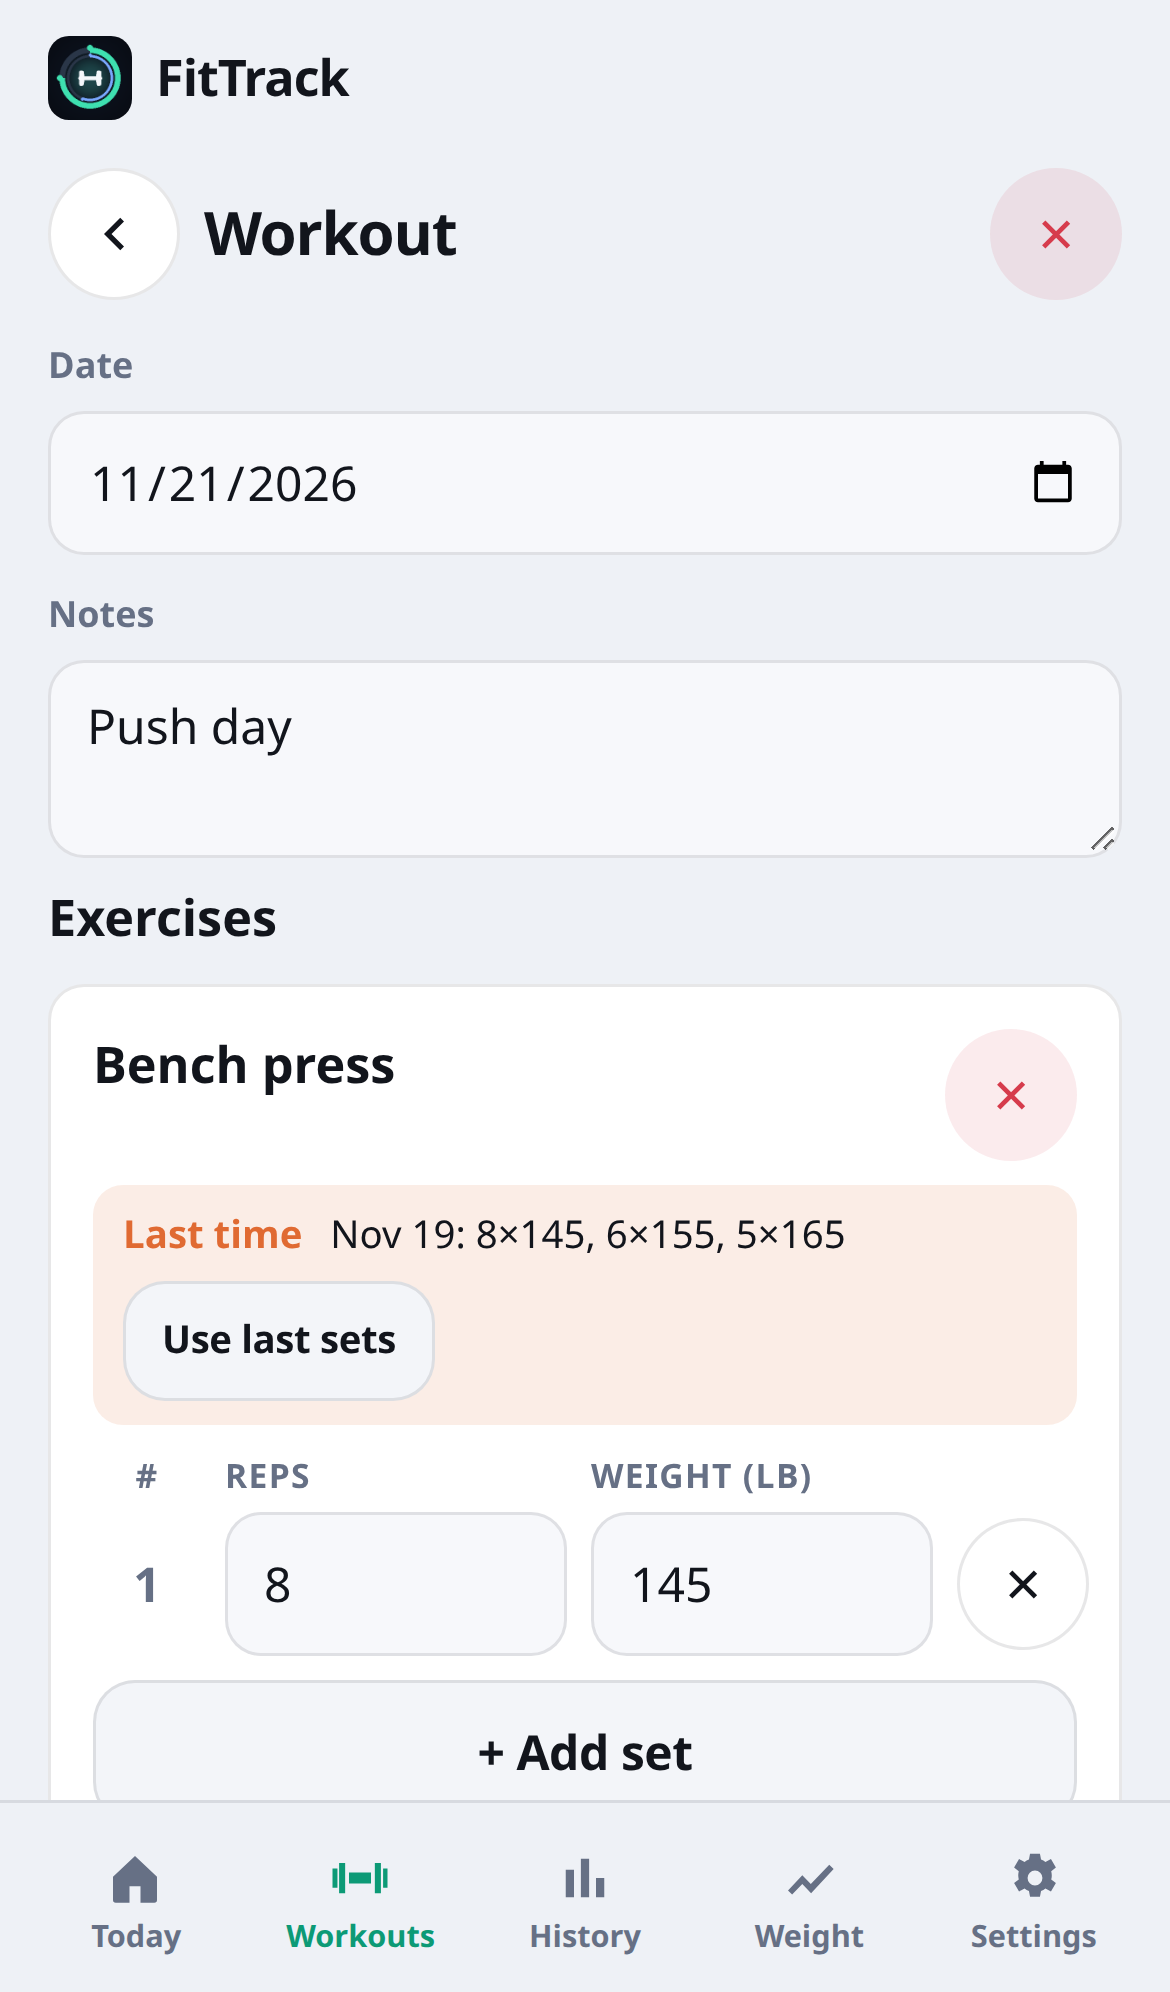 FitTrack
Workout
Date
11/21/2026
Notes
Push day
Exercises
Bench press
Last time Nov 19: 8×145, 6×155, 5×165
Use last sets
# REPS WEIGHT (LB)
1 8 145
+ Add set
Today Workouts History Weight Settings